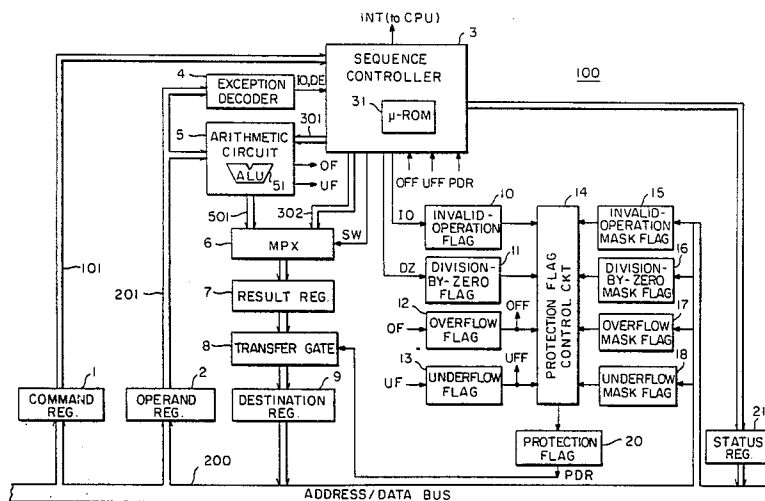 INT (to CPU)
3
SEQUENCE
CONTROLLER
31
μ-ROM
100
4
EXCEPTION
DECODER
IO,DE
301
5
ARITHMETIC
CIRCUIT
ALU
51
OF
UF
OFF UFF PDR
501
302
SW
6
MPX
7
RESULT REG.
8
TRANSFER GATE
9
DESTINATION
REG.
101
201
1
COMMAND
REG.
2
OPERAND
REG.
IO
10
INVALID-
OPERATION
FLAG
DZ
11
DIVISION-
BY-ZERO
FLAG
12
OF
OVERFLOW
FLAG
OFF
13
UF
UNDERFLOW
FLAG
UFF
14
PROTECTION FLAG
CONTROL CKT
15
INVALID-
OPERATION
MASK FLAG
16
DIVISION-
BY-ZERO
MASK FLAG
17
OVERFLOW
MASK FLAG
18
UNDERFLOW
MASK FLAG
PROTECTION
FLAG
20
PDR
21
STATUS
REG.
200
ADDRESS/DATA BUS